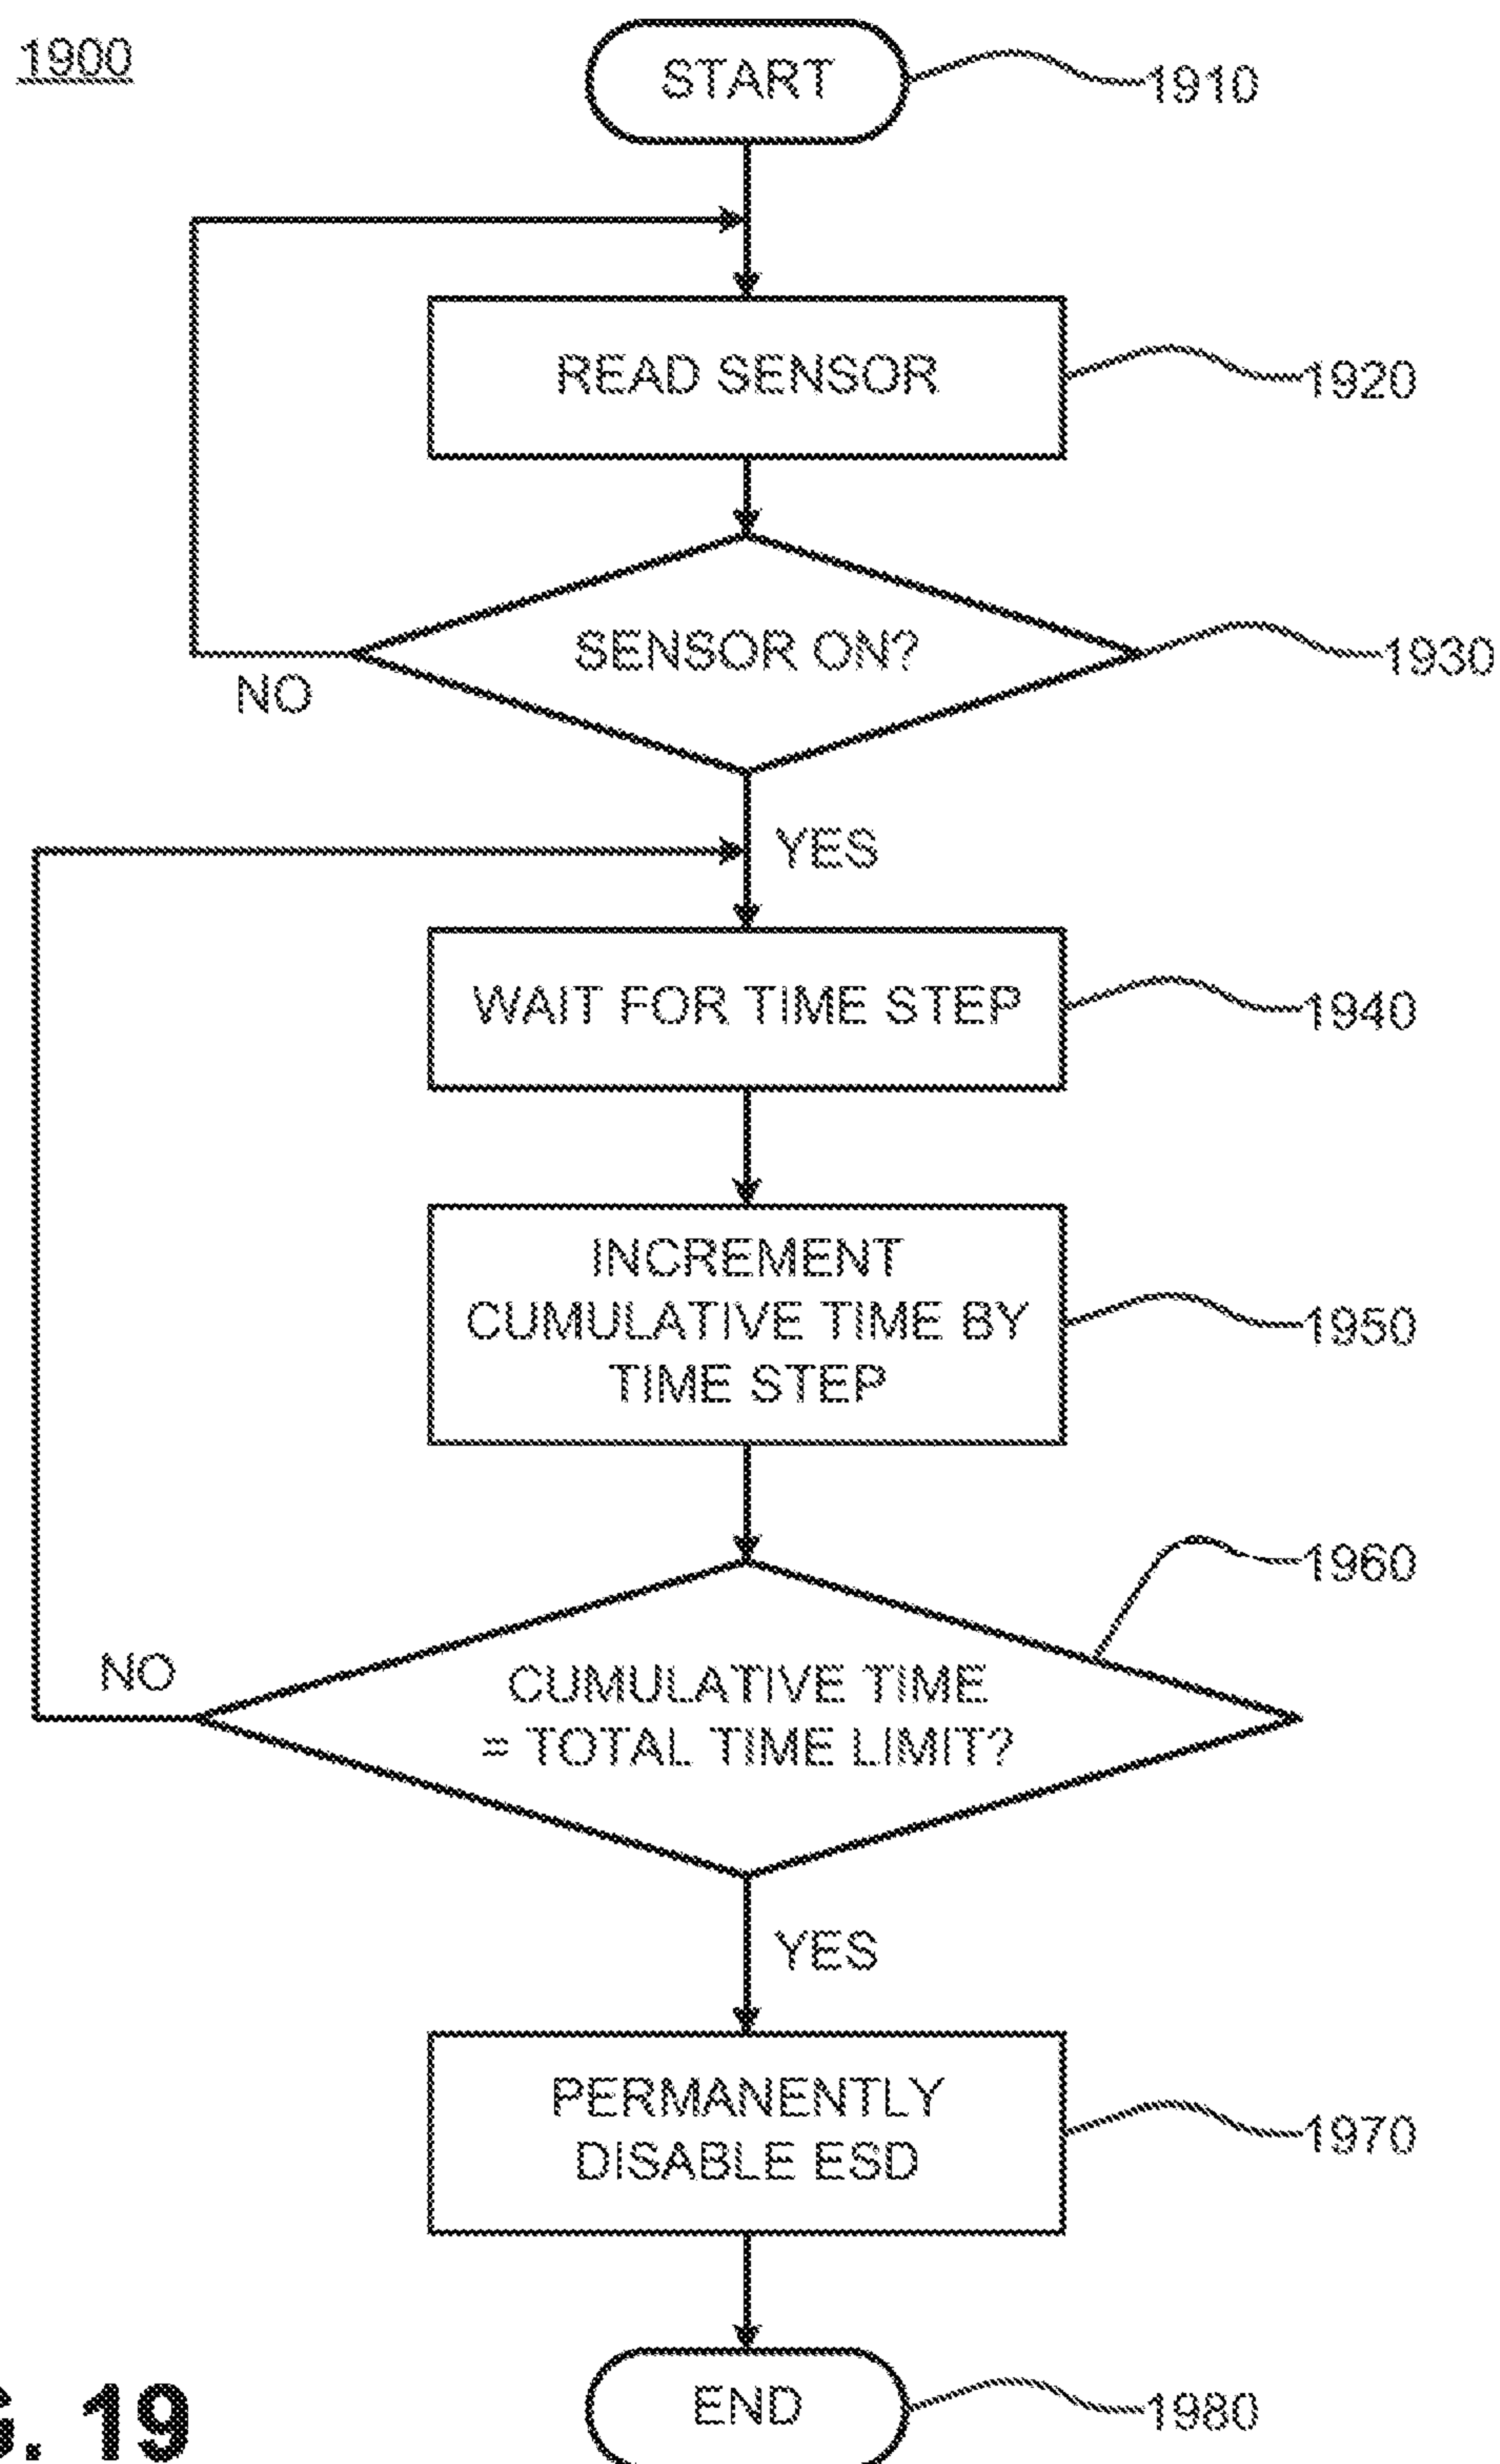 1900
START
1910
READ SENSOR
1920
SENSOR ON?
1930
NO
YES
WAIT FOR TIME STEP
1940
INCREMENT
CUMULATIVE TIME BY
TIME STEP
1950
1960
NO
CUMULATIVE TIME
= TOTAL TIME LIMIT?
YES
PERMANENTLY
DISABLE ESD
1970
END
1980
G. 19